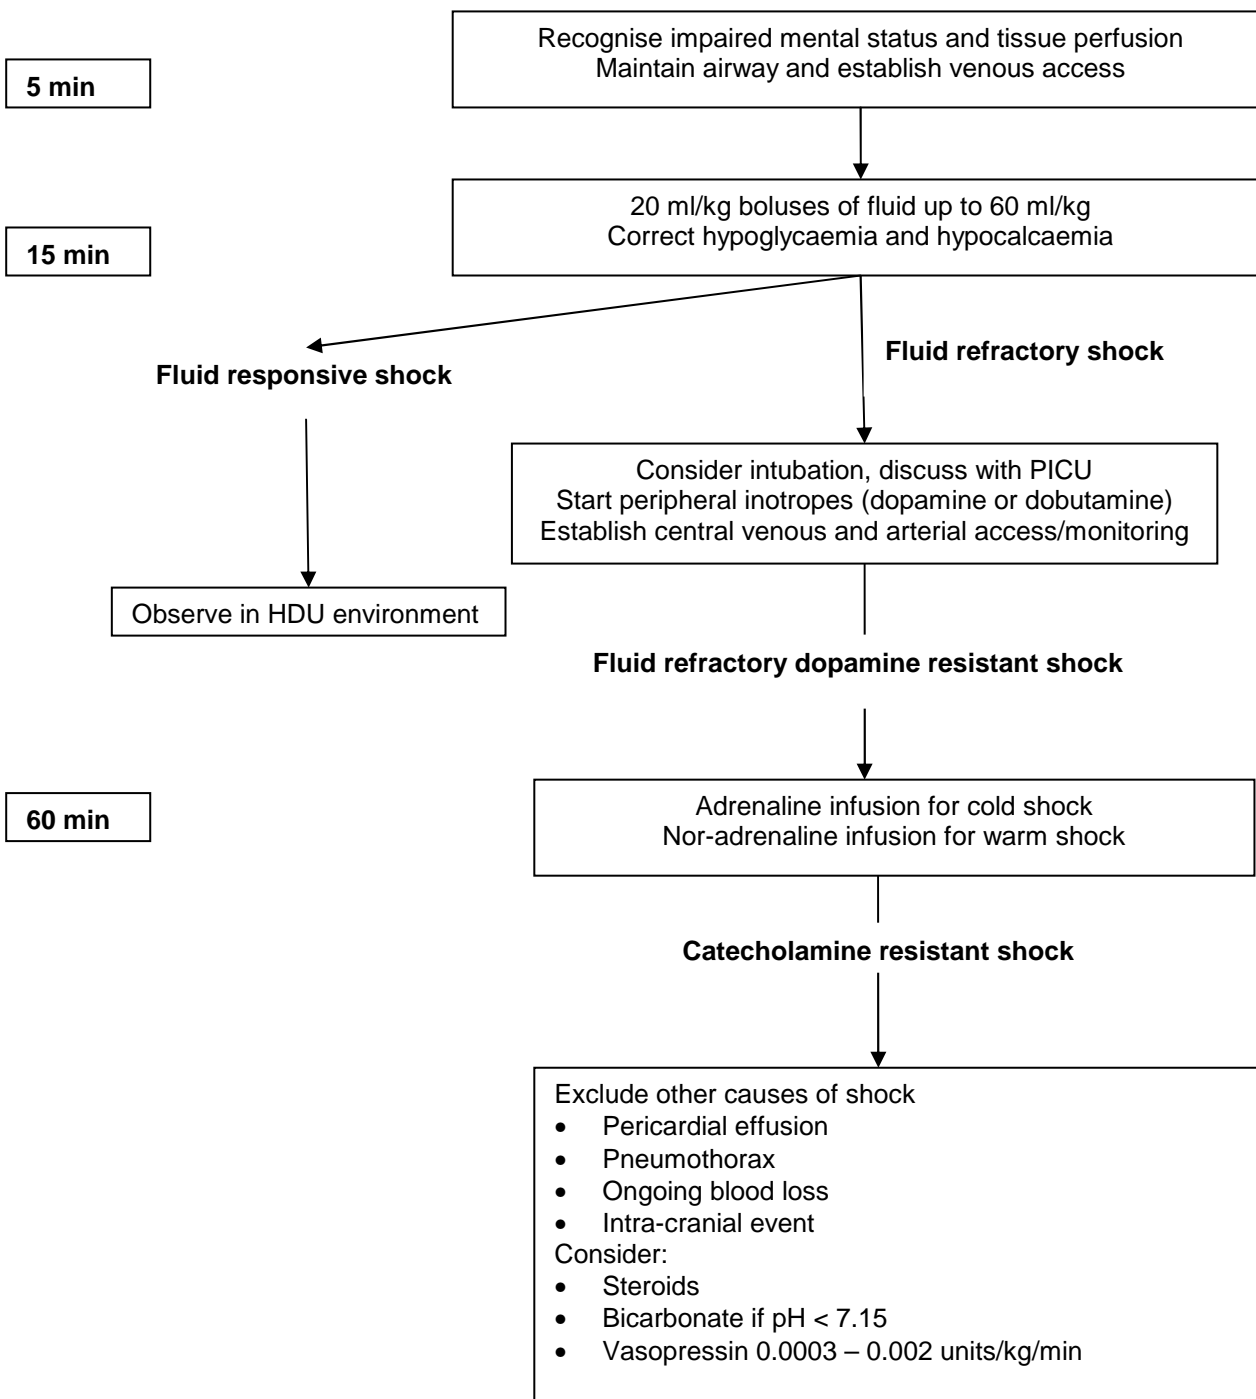 Recognise impaired mental status and tissue perfusion
Maintain airway and establish venous access
5 min
20 ml/kg boluses of fluid up to 60 ml/kg
Correct hypoglycaemia and hypocalcaemia
15 min
Fluid refractory shock
Fluid responsive shock
Consider intubation, discuss with PICU
Start peripheral inotropes (dopamine or dobutamine)
Establish central venous and arterial access/monitoring
Observe in HDU environment
Fluid refractory dopamine resistant shock
Adrenaline infusion for cold shock
60 min
Nor-adrenaline infusion for warm shock
Catecholamine resistant shock
Exclude other causes of shock
• Pericardial effusion
• Pneumothorax
• Ongoing blood loss
• Intra-cranial event
Consider:
• Steroids
• Bicarbonate if pH < 7.15
• Vasopressin 0.0003 – 0.002 units/kg/min